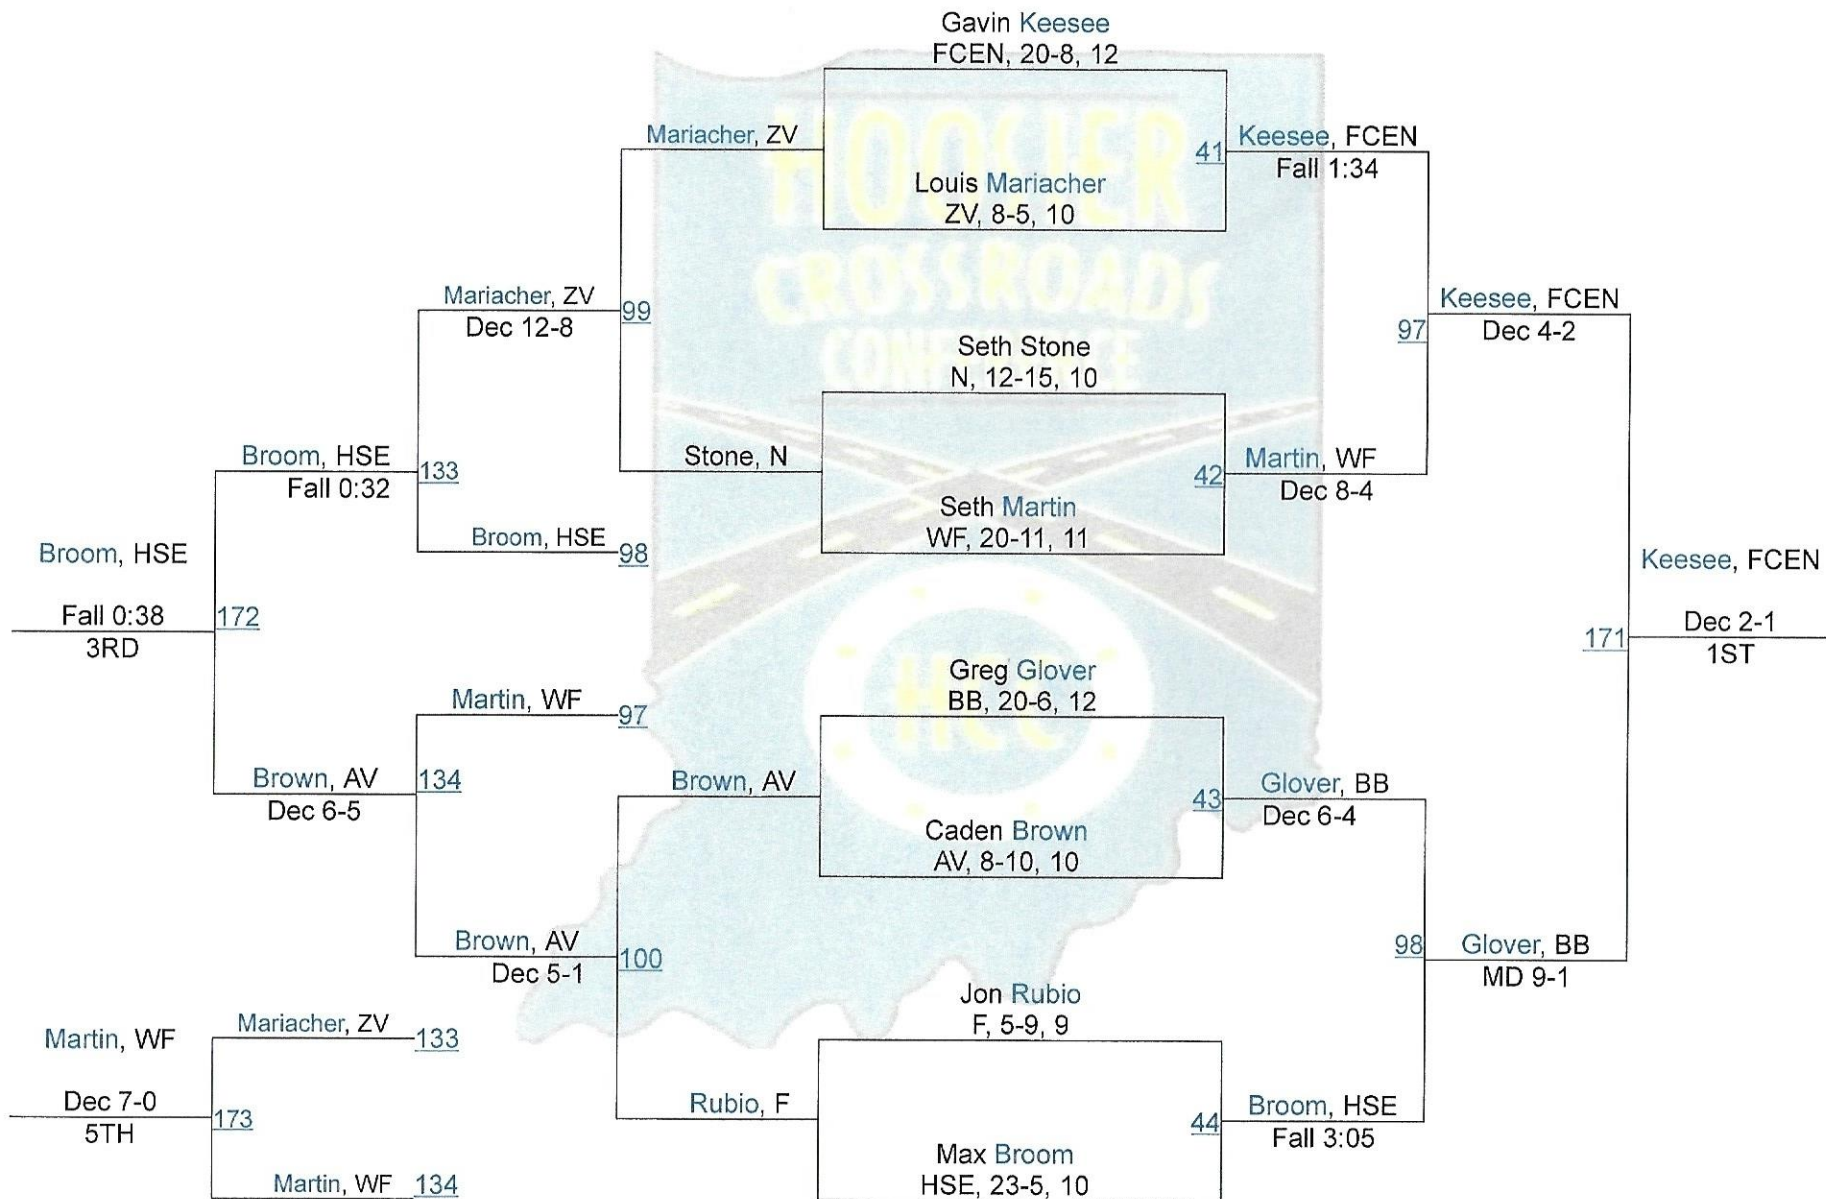 Gavin Keesee
FCEN, 20-8, 12
Mariacher, ZV
41
Keesee, FCEN
Fall 1:34
Louis Mariacher
ZV, 8-5, 10
HOOSIER
CROSSROADS
CONFERENCE
Mariacher, ZV
Dec 12-8
99
Keesee, FCEN
Dec 4-2
97
Seth Stone
N, 12-15, 10
Broom, HSE
Fall 0:32
133
Stone, N
42
Martin, WF
Dec 8-4
Seth Martin
WF, 20-11, 11
Broom, HSE
98
Broom, HSE
Fall 0:38
3RD
172
Keesee, FCEN
Dec 2-1
1ST
171
HCC
Greg Glover
BB, 20-6, 12
Martin, WF
97
Brown, AV
Dec 6-5
134
Brown, AV
43
Glover, BB
Dec 6-4
Caden Brown
AV, 8-10, 10
Brown, AV
Dec 5-1
100
98
Glover, BB
MD 9-1
Jon Rubio
F, 5-9, 9
Martin, WF
Dec 7-0
5TH
Mariacher, ZV
133
173
Rubio, F
44
Broom, HSE
Fall 3:05
Max Broom
HSE, 23-5, 10
Martin, WF
134